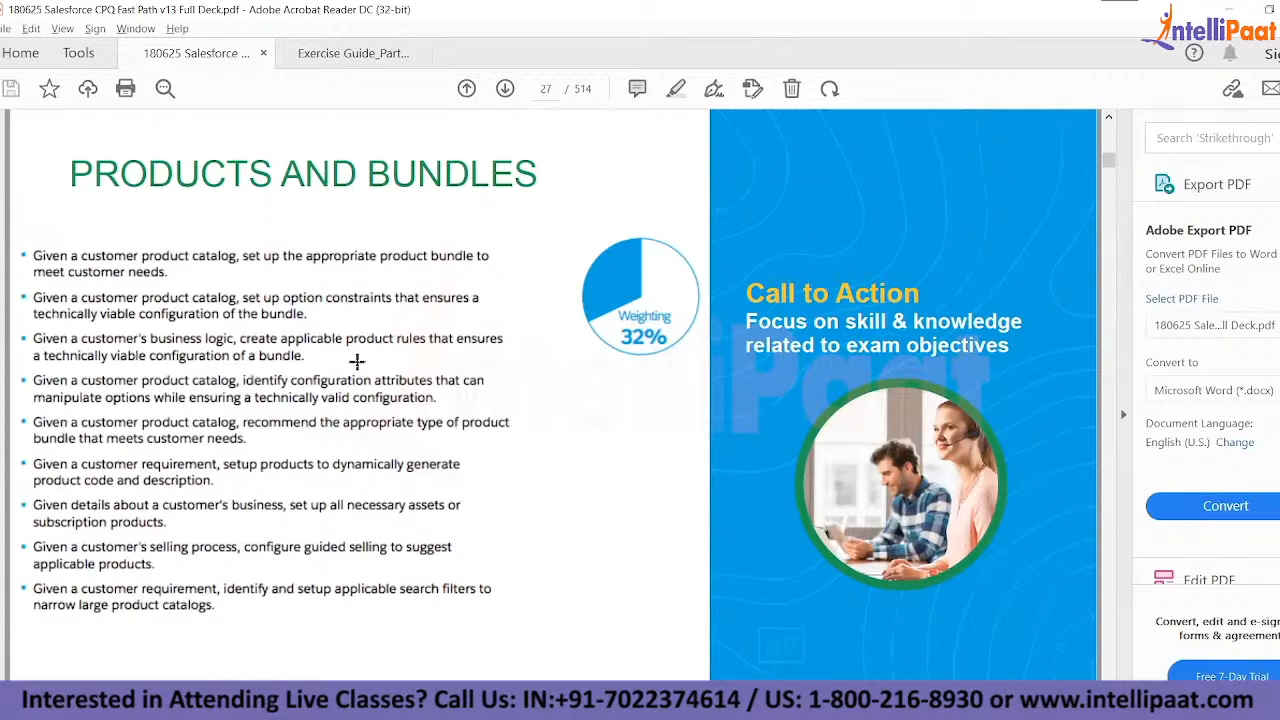 180625 Salesforce CPQ Fast Path v13 Full Deck.pdf - Adobe Acrobat Reader DC (32-bit)
ile Edit View Sign Window Help
IntelliPaat
Home Tools 180625 Salesforce ... × Exercise Guide_Part...
27 / 514
PRODUCTS AND BUNDLES
• Given a customer product catalog, set up the appropriate product bundle to
meet customer needs.
• Given a customer product catalog, set up option constraints that ensures a
technically viable configuration of the bundle.
• Given a customer's business logic, create applicable product rules that ensures
a technically viable configuration of a bundle.
• Given a customer product catalog, identify configuration attributes that can
manipulate options while ensuring a technically valid configuration.
• Given a customer product catalog, recommend the appropriate type of product
bundle that meets customer needs.
• Given a customer requirement, setup products to dynamically generate
product code and description.
• Given details about a customer's business, set up all necessary assets or
subscription products.
• Given a customer's selling process, configure guided selling to suggest
applicable products.
• Given a customer requirement, identify and setup applicable search filters to
narrow large product catalogs.
Weighting
32%
Call to Action
Focus on skill & knowledge
related to exam objectives
IntelliPaat
Search 'Strikethrough'
Export PDF
Adobe Export PDF
Convert PDF Files to Word
or Excel Online
Select PDF File
180625 Sale...ll Deck.pdf
Convert to
Microsoft Word (*.docx)
Document Language:
English (U.S.) Change
Convert
Edit PDF
Convert, edit and e-sign
forms & agreemen
Free 7-Day Trial
Interested in Attending Live Classes? Call Us: IN:+91-7022374614 / US: 1-800-216-8930 or www.intellipaat.com